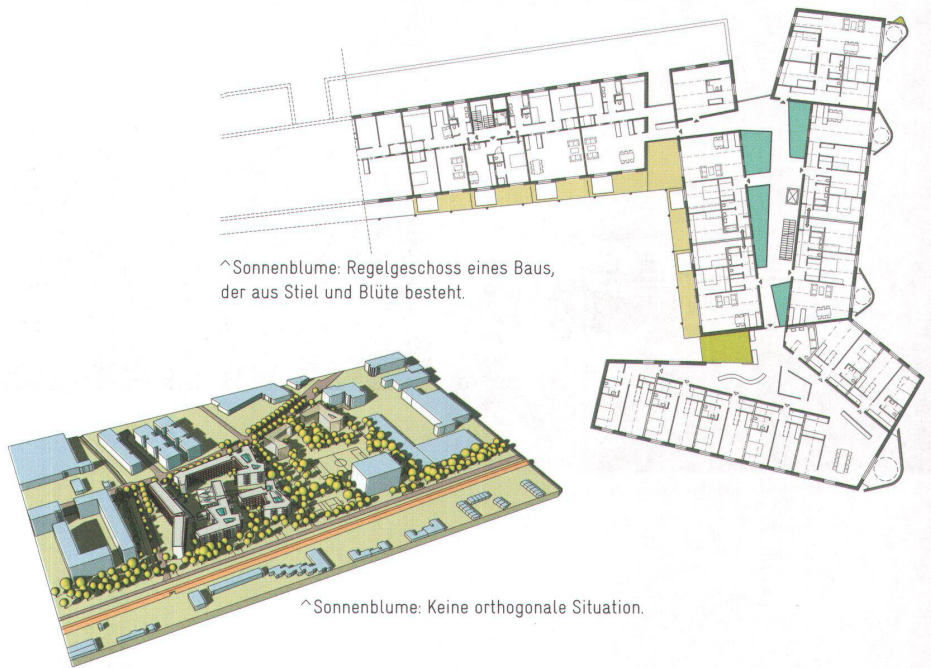 ^Sonnenblume: Regelgeschoss eines Baus,
der aus Stiel und Blüte besteht.
^Sonnenblume: Keine orthogonale Situation.